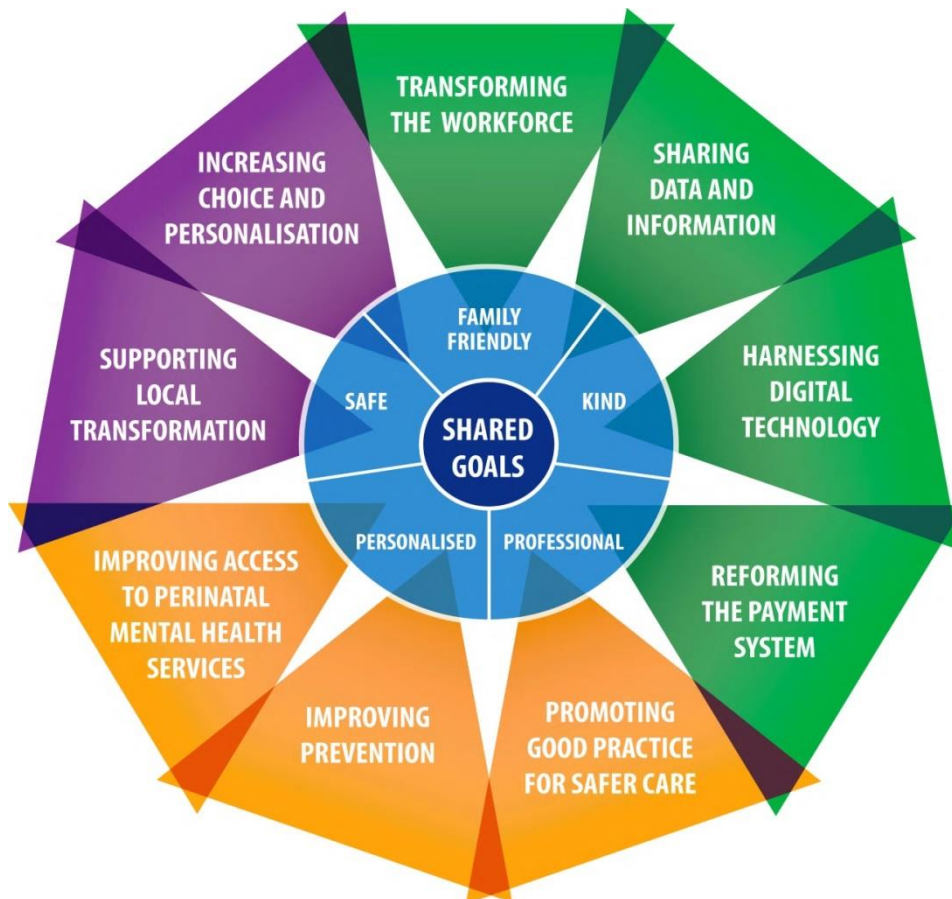 TRANSFORMING
THE WORKFORCE
SHARING
DATA AND
INFORMATION
HARNESSING
DIGITAL
TECHNOLOGY
REFORMING
THE PAYMENT
SYSTEM
PROMOTING
GOOD PRACTICE
FOR SAFER CARE
IMPROVING
PREVENTION
IMPROVING ACCESS
TO PERINATAL
MENTAL HEALTH
SERVICES
SUPPORTING
LOCAL
TRANSFORMATION
INCREASING
CHOICE AND
PERSONALISATION
FAMILY
FRIENDLY
KIND
PROFESSIONAL
PERSONALISED
SAFE
SHARED
GOALS